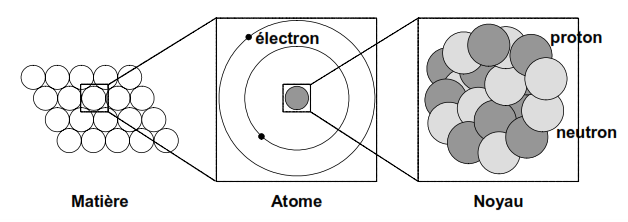 électron
proton
neutron
Matière
Atome
Noyau